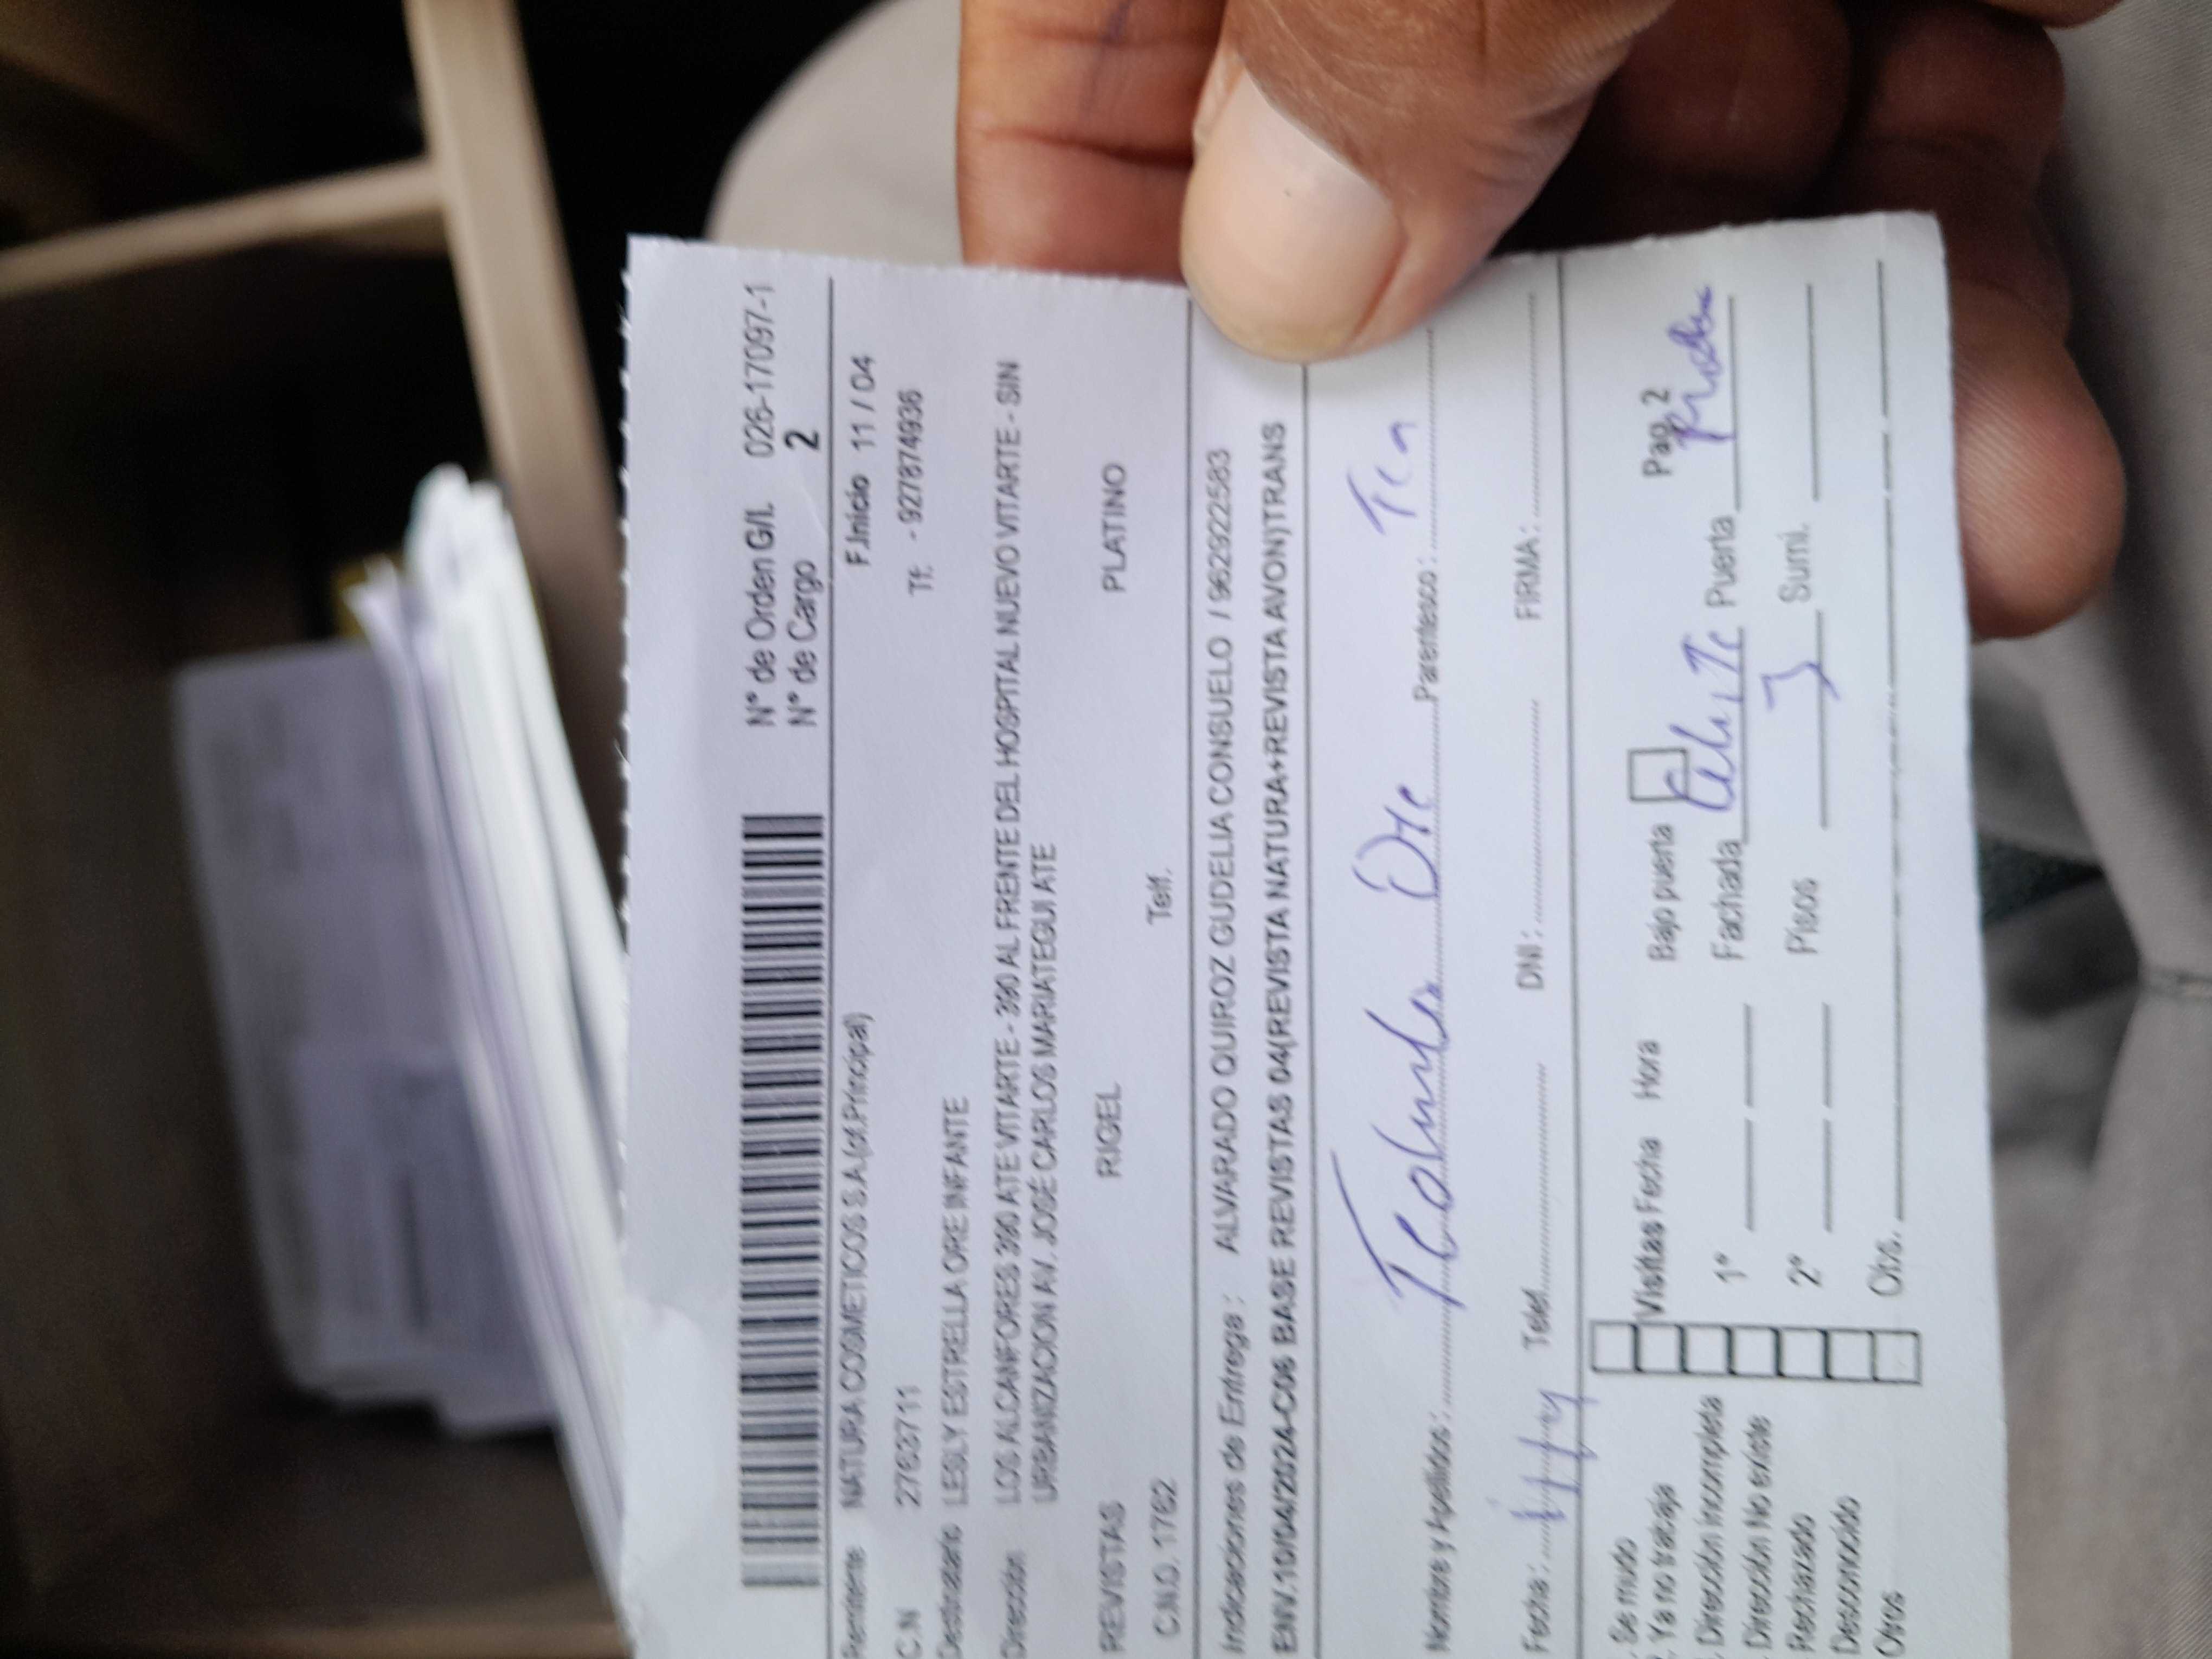 N° de Orden G/L 026-17097-1
N° de Cargo 2
Remitente NATURA COSMETICOS S.A.(of.Principal) F.Inicio 11 / 04
C.N 2763711 Tf. - 927874936
Destinatario LESLY ESTRELLA ORE INFANTE
Dirección LOS ALCANFORES 390 ATE VITARTE - 390 AL FRENTE DEL HOSPITAL NUEVO VITARTE - SIN
URBANIZACION AV. JOSÉ CARLOS MARIATEGUI ATE
REVISTAS RIGEL PLATINO
C.N.O. 1762 Telf.
Indicaciones de Entrega : ALVARADO QUIROZ GUDELIA CONSUELO / 962922583
ENV.10/04/2024-C06 BASE REVISTAS 04(REVISTA NATURA+REVISTA AVON)TRANS
Nombre y Apellidos : Ore Parentesco : Tia
Fecha : Telef. DNI : FIRMA :
Se mudo Visitas Fecha Hora Bajo puerta Pag 2
Ya no trabaja
Dirección incompleta 1° Fachada Puerta
Dirección No existe
Rechazado 2° Pisos 3 Sumi.
Desconocido
Otros Obs.